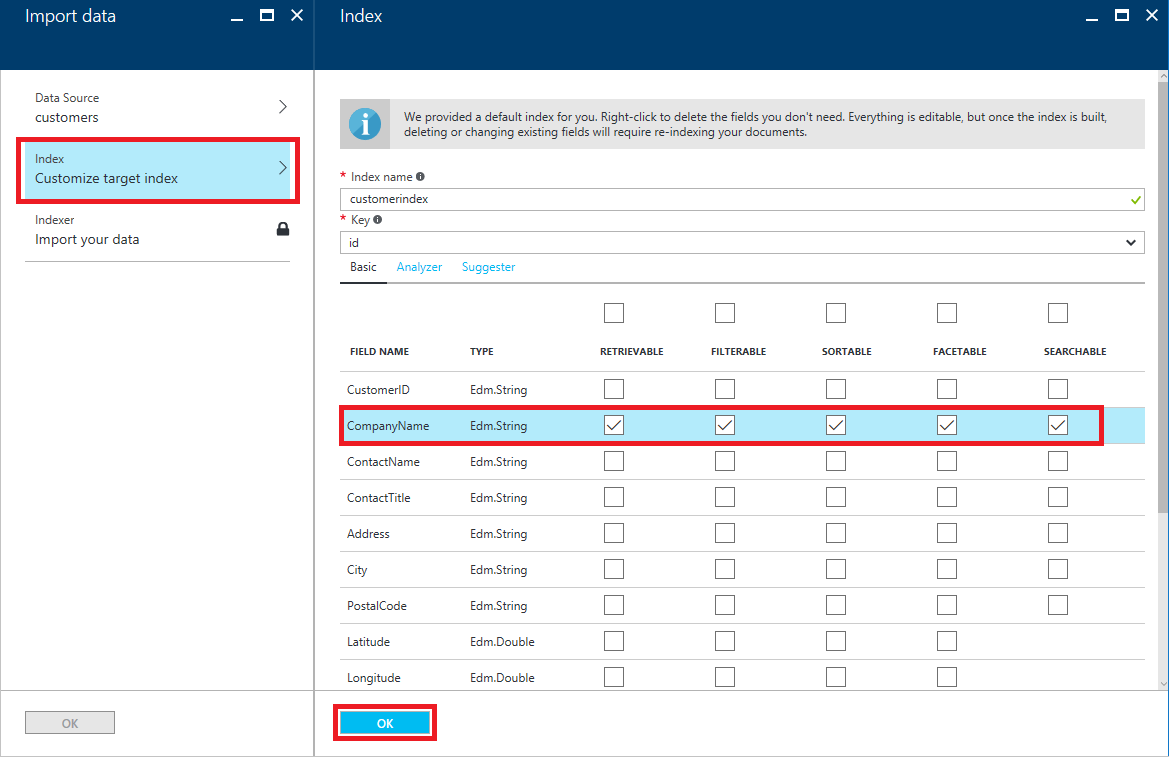 Import data
Data Source
customers
Index
Customize target index
Indexer
Import your data
OK
Index
We provided a default index for you. Right-click to delete the fields you don't need. Everything is editable, but once the index is built,
deleting or changing existing fields will require re-indexing your documents.
* Index name
customerindex
* Key
id
Basic Analyzer Suggester
FIELD NAME TYPE RETRIEVABLE FILTERABLE SORTABLE FACETABLE SEARCHABLE
CustomerID Edm.String
CompanyName Edm.String
ContactName Edm.String
ContactTitle Edm.String
Address Edm.String
City Edm.String
PostalCode Edm.String
Latitude Edm.Double
Longitude Edm.Double
OK